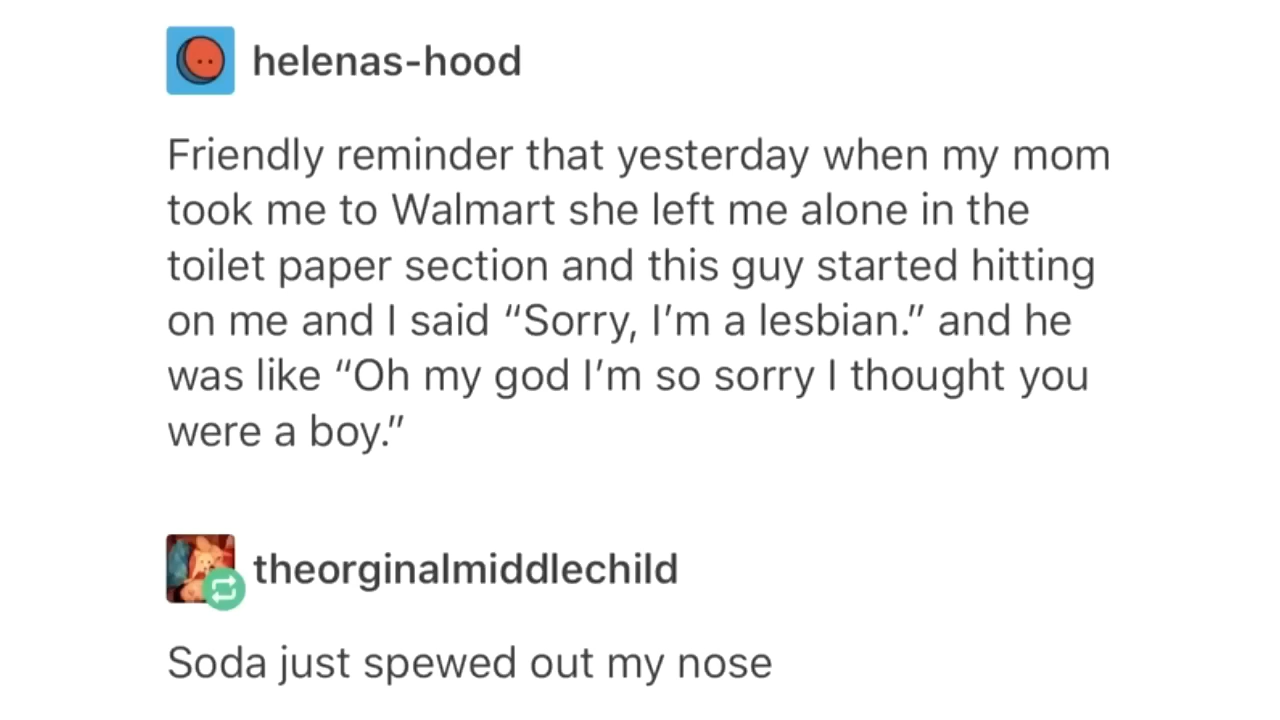 helenas-hood
Friendly reminder that yesterday when my mom
took me to Walmart she left me alone in the
toilet paper section and this guy started hitting
on me and I said “Sorry, I’m a lesbian.” and he
was like “Oh my god I’m so sorry I thought you
were a boy.”
theorginalmiddlechild
Soda just spewed out my nose